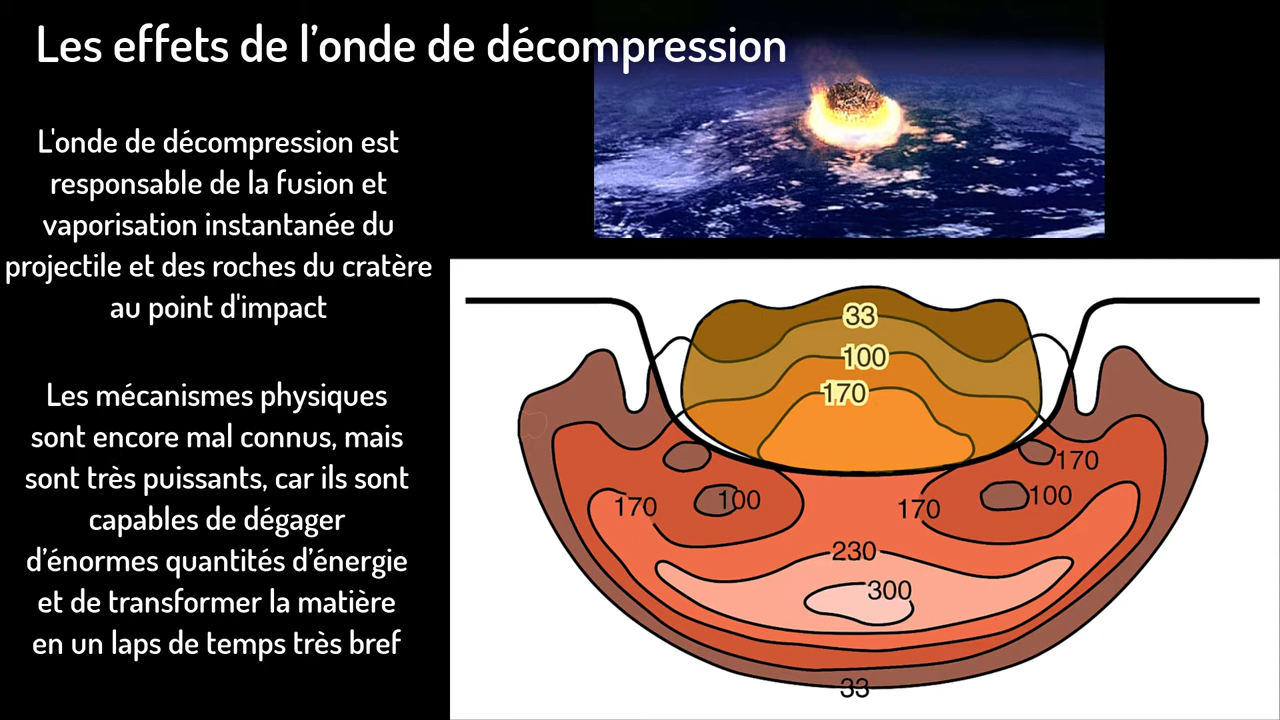 Les effets de l'onde de décompression
L'onde de décompression est
responsable de la fusion et
vaporisation instantanée du
projectile et des roches du cratère
au point d'impact
Les mécanismes physiques
sont encore mal connus, mais
sont très puissants, car ils sont
capables de dégager
d’énormes quantités d’énergie
et de transformer la matière
en un laps de temps très bref
33
100
170
170
170
100
170
100
230
300
33